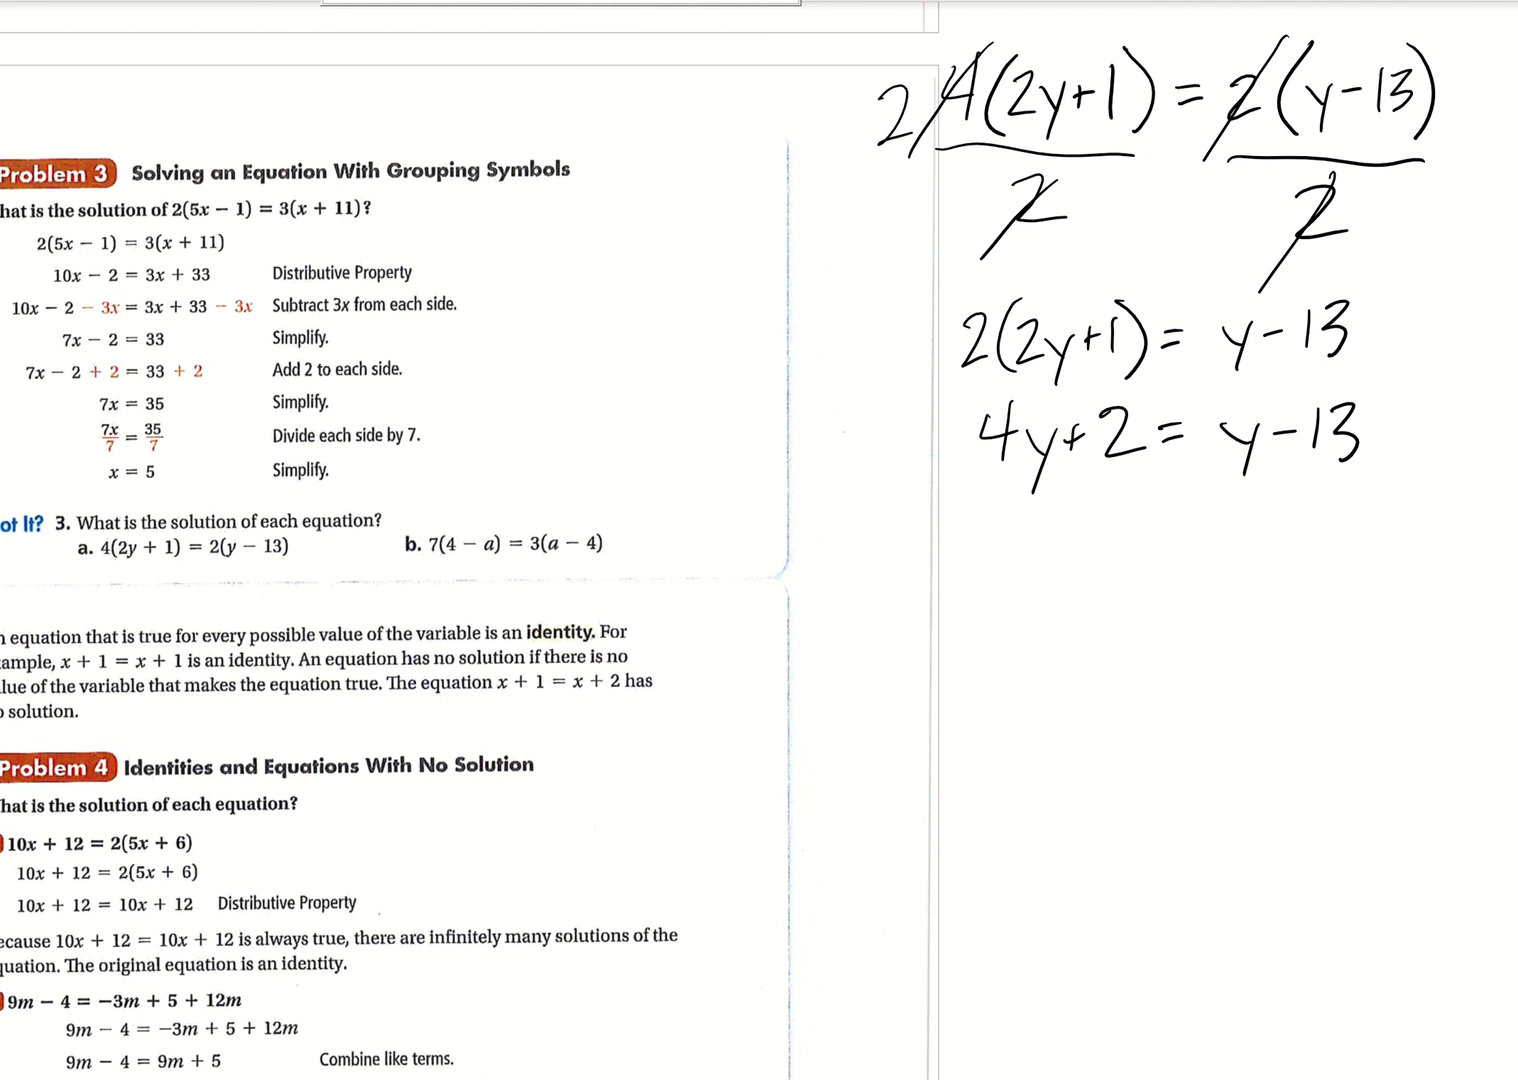 Problem 3 Solving an Equation With Grouping Symbols
hat is the solution of 2(5x − 1) = 3(x + 11)?
2(5x − 1) = 3(x + 11)
10x − 2 = 3x + 33 Distributive Property
10x − 2 − 3x = 3x + 33 − 3x Subtract 3x from each side.
7x − 2 = 33 Simplify.
7x − 2 + 2 = 33 + 2 Add 2 to each side.
7x = 35 Simplify.
7x/7 = 35/7 Divide each side by 7.
x = 5 Simplify.
ot It? 3. What is the solution of each equation?
a. 4(2y + 1) = 2(y − 13) b. 7(4 − a) = 3(a − 4)
n equation that is true for every possible value of the variable is an identity. For
ample, x + 1 = x + 1 is an identity. An equation has no solution if there is no
lue of the variable that makes the equation true. The equation x + 1 = x + 2 has
o solution.
Problem 4 Identities and Equations With No Solution
hat is the solution of each equation?
10x + 12 = 2(5x + 6)
10x + 12 = 2(5x + 6)
10x + 12 = 10x + 12 Distributive Property
ecause 10x + 12 = 10x + 12 is always true, there are infinitely many solutions of the
quation. The original equation is an identity.
9m − 4 = −3m + 5 + 12m
9m − 4 = −3m + 5 + 12m
9m − 4 = 9m + 5 Combine like terms.
2 4(2y+1) = 2(y-13)
2 2
2(2y+1) = y-13
4y+2 = y-13